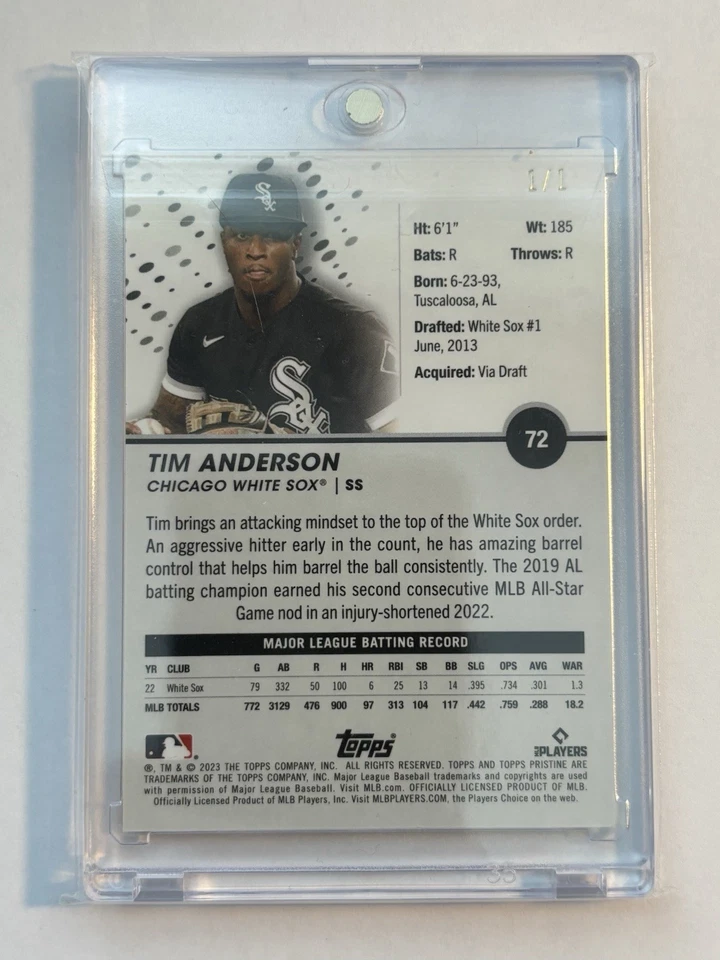 1/1
Sox
Ht: 6'1" Wt: 185
Bats: R Throws: R
Born: 6-23-93,
Tuscaloosa, AL
Drafted: White Sox #1
June, 2013
Acquired: Via Draft
Sox
72
TIM ANDERSON
CHICAGO WHITE SOX® | SS
Tim brings an attacking mindset to the top of the White Sox order.
An aggressive hitter early in the count, he has amazing barrel
control that helps him barrel the ball consistently. The 2019 AL
batting champion earned his second consecutive MLB All-Star
Game nod in an injury-shortened 2022.
MAJOR LEAGUE BATTING RECORD
YR CLUB G AB R H HR RBI SB BB SLG OPS AVG WAR
22 White Sox 79 332 50 100 6 25 13 14 .395 .734 .301 1.3
MLB TOTALS 772 3129 476 900 97 313 104 117 .442 .759 .288 18.2
Topps
MLB PLAYERS
®, TM & © 2023 THE TOPPS COMPANY, INC. ALL RIGHTS RESERVED. TOPPS AND TOPPS PRISTINE ARE
TRADEMARKS OF THE TOPPS COMPANY, INC. Major League Baseball trademarks and copyrights are used
with permission of Major League Baseball. Visit MLB.com. OFFICIALLY LICENSED PRODUCT OF MLB
Officially Licensed Product of MLB Players, Inc. Visit MLBPLAYERS.COM, the Players Choice on the web.
35